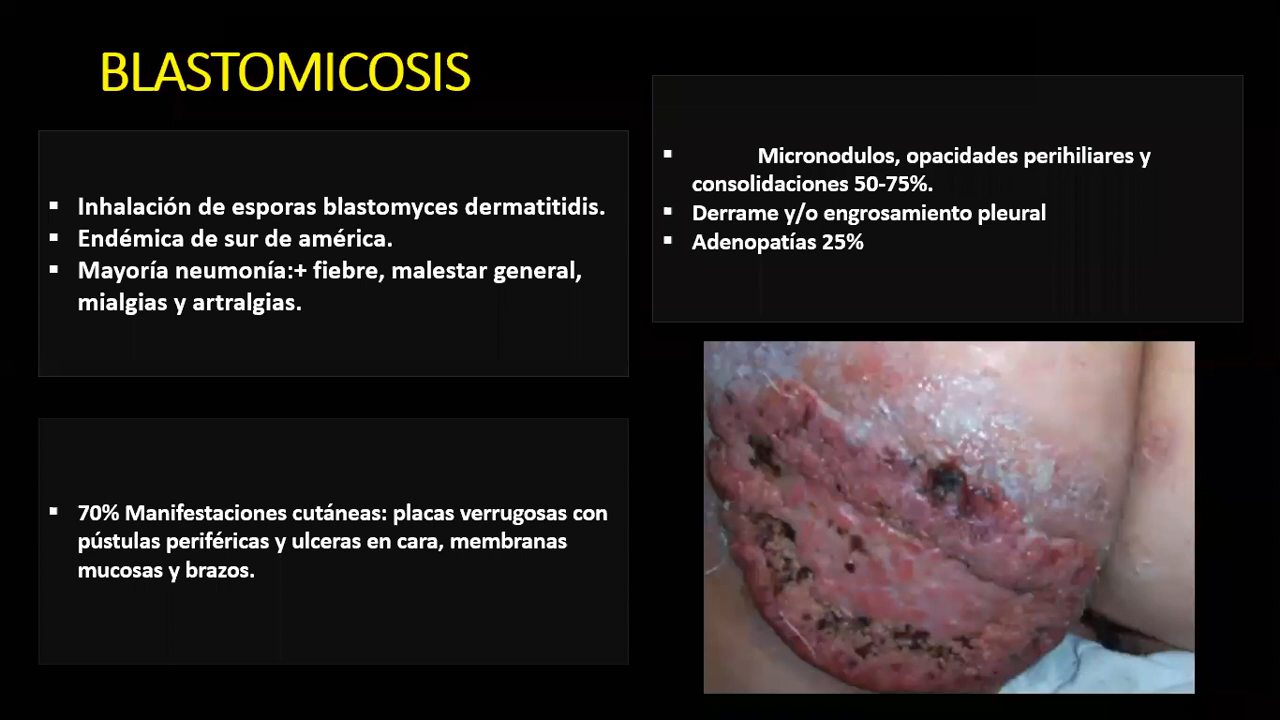 BLASTOMICOSIS
▪ Inhalación de esporas blastomyces dermatitidis.
▪ Endémica de sur de américa.
▪ Mayoría neumonía:+ fiebre, malestar general,
mialgias y artralgias.
▪ 70% Manifestaciones cutáneas: placas verrugosas con
pústulas periféricas y ulceras en cara, membranas
mucosas y brazos.
▪ Micronodulos, opacidades perihiliares y
consolidaciones 50-75%.
▪ Derrame y/o engrosamiento pleural
▪ Adenopatías 25%